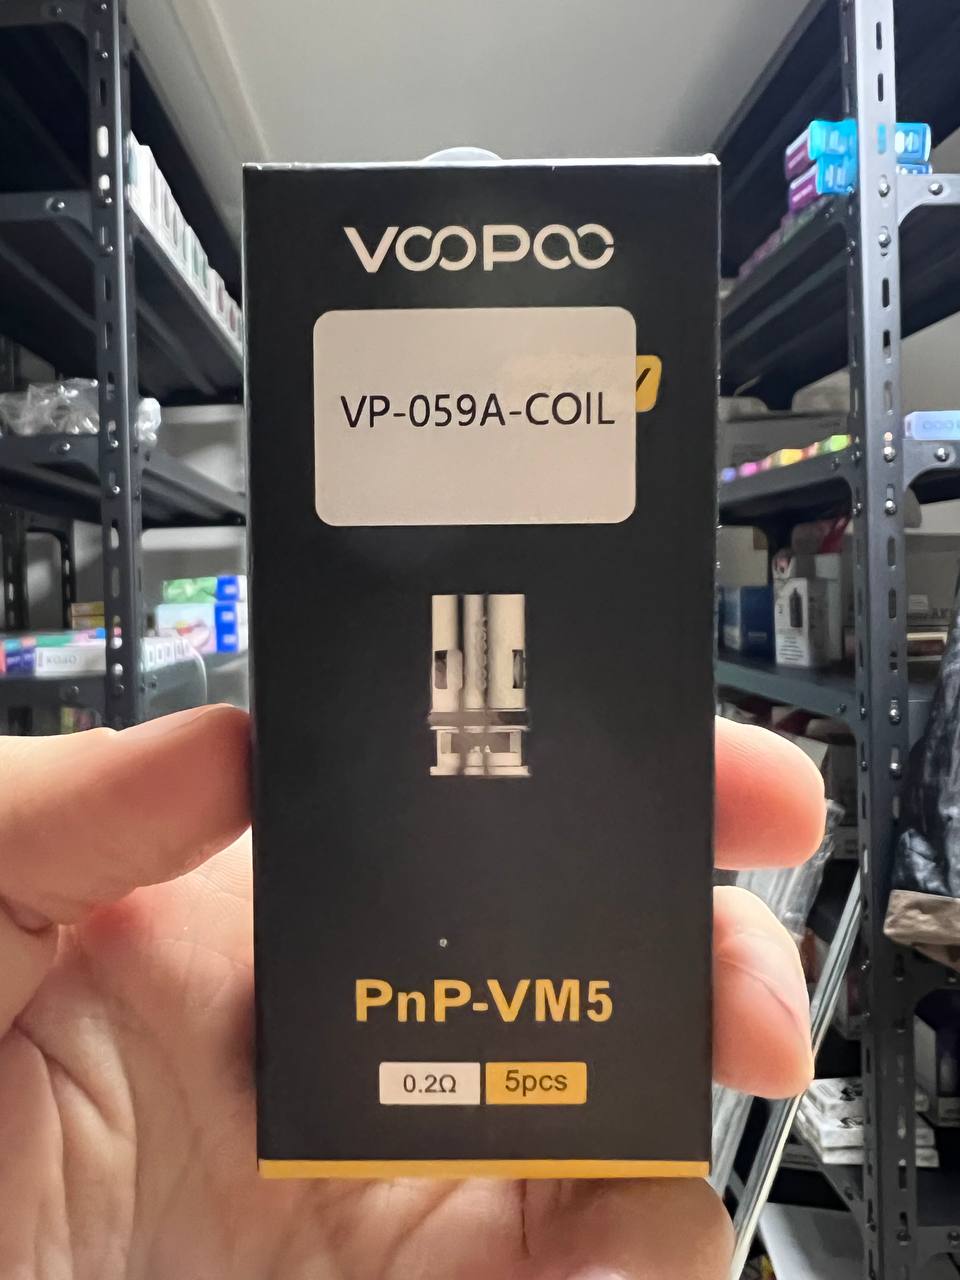 VOOPOO
VP-059A-COIL
PnP-VM5
0.2Ω
5pcs